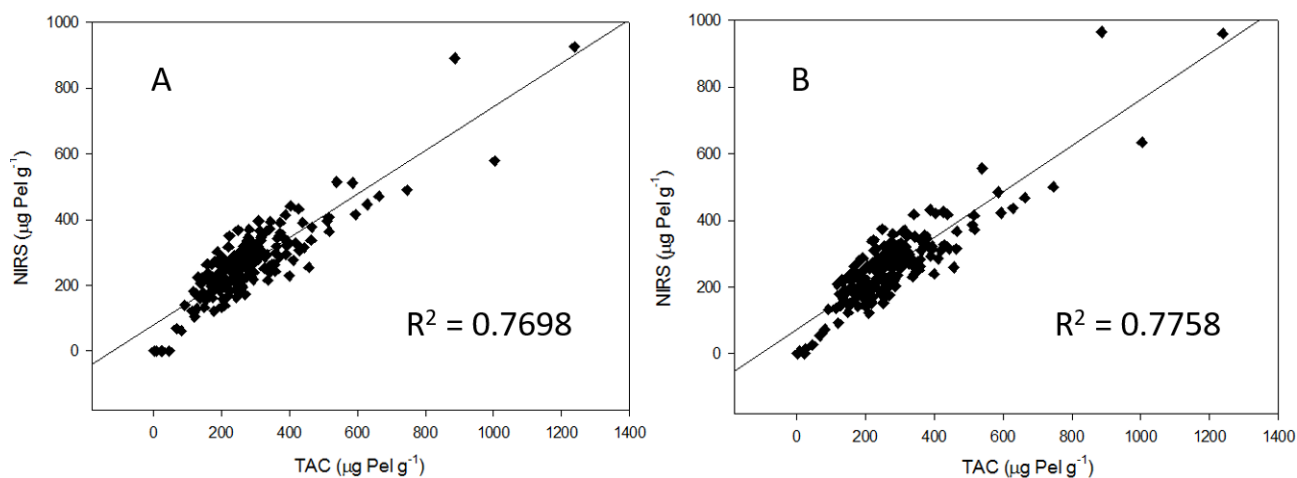 A
NIRS (µg Pel g⁻¹)
1000
800
600
400
200
0
R² = 0.7698
0 200 400 600 800 1000 1200 1400
TAC (µg Pel g⁻¹)
B
NIRS (µg Pel g⁻¹)
1000
800
600
400
200
0
R² = 0.7758
0 200 400 600 800 1000 1200 1400
TAC (µg Pel g⁻¹)